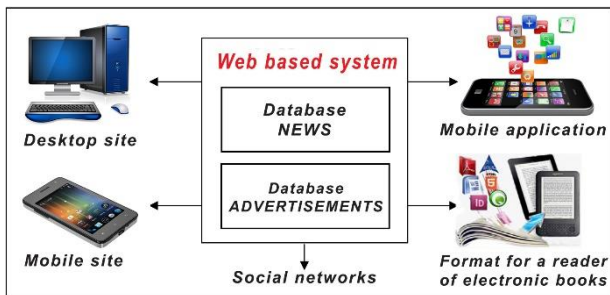 Web based system
Database
NEWS
Database
ADVERTISEMENTS
Desktop site
Mobile site
Social networks
Mobile application
Format for a reader
of electronic books